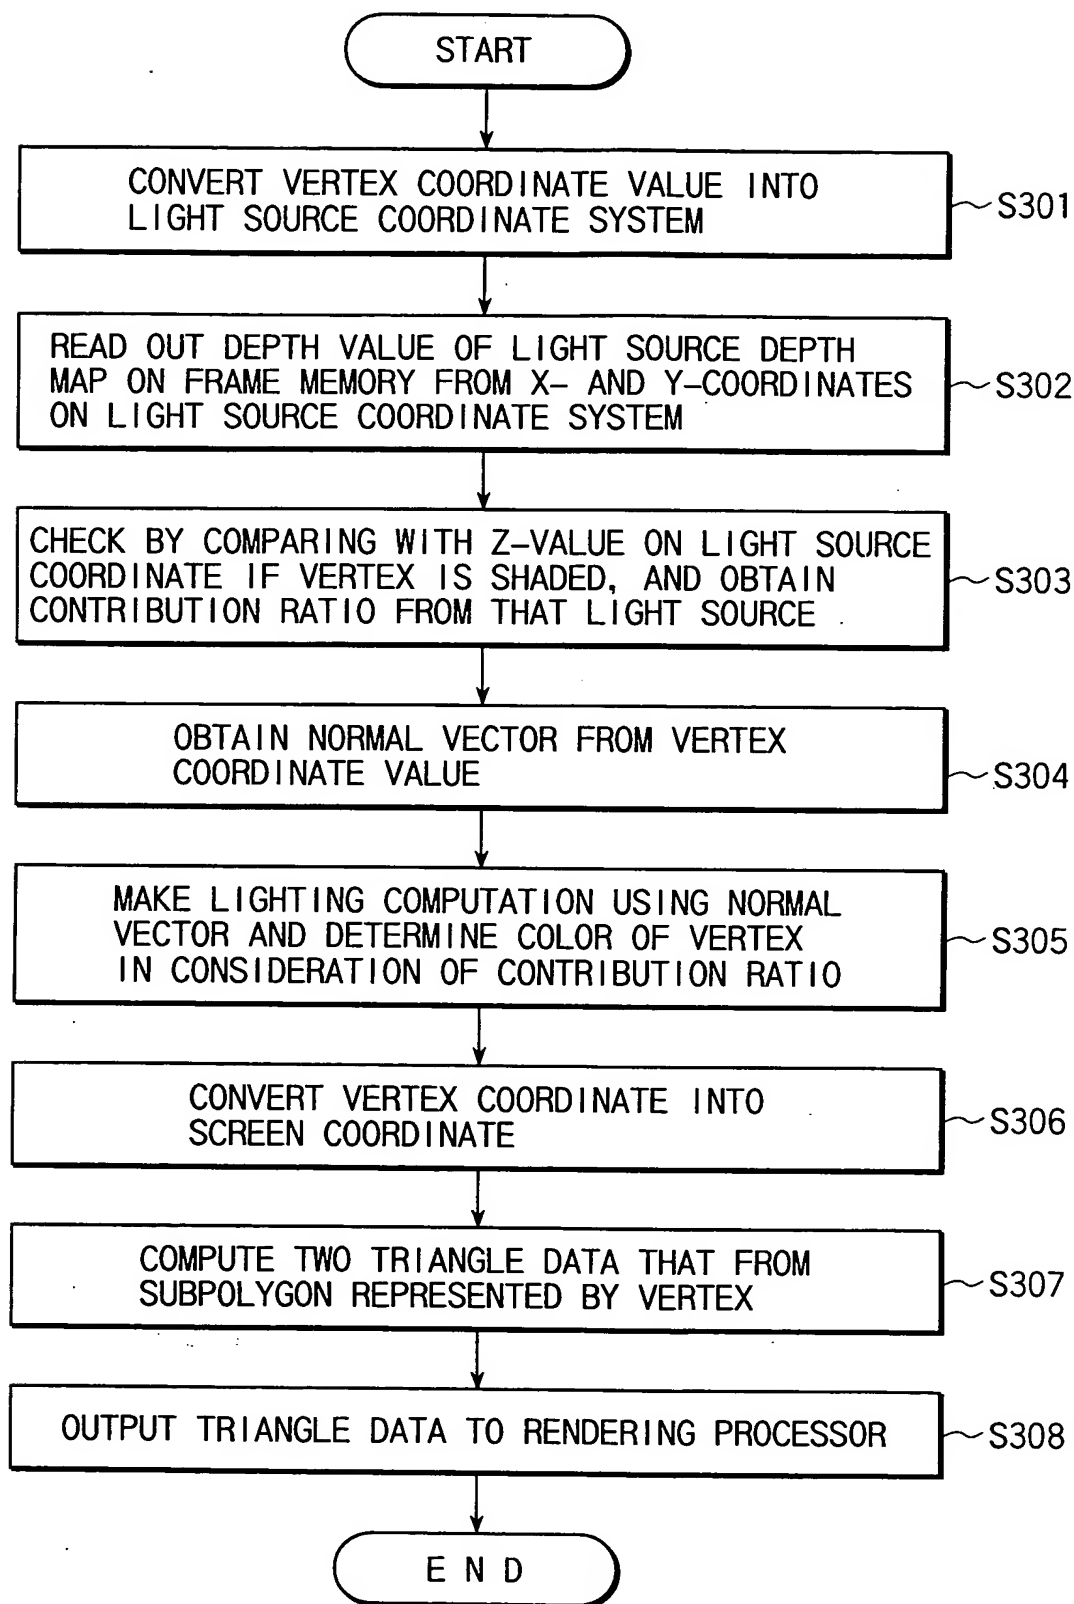 START
CONVERT VERTEX COORDINATE VALUE INTO
LIGHT SOURCE COORDINATE SYSTEM
S301
READ OUT DEPTH VALUE OF LIGHT SOURCE DEPTH
MAP ON FRAME MEMORY FROM X- AND Y-COORDINATES
ON LIGHT SOURCE COORDINATE SYSTEM
S302
CHECK BY COMPARING WITH Z-VALUE ON LIGHT SOURCE
COORDINATE IF VERTEX IS SHADED, AND OBTAIN
CONTRIBUTION RATIO FROM THAT LIGHT SOURCE
S303
OBTAIN NORMAL VECTOR FROM VERTEX
COORDINATE VALUE
S304
MAKE LIGHTING COMPUTATION USING NORMAL
VECTOR AND DETERMINE COLOR OF VERTEX
IN CONSIDERATION OF CONTRIBUTION RATIO
S305
CONVERT VERTEX COORDINATE INTO
SCREEN COORDINATE
S306
COMPUTE TWO TRIANGLE DATA THAT FROM
SUBPOLYGON REPRESENTED BY VERTEX
S307
OUTPUT TRIANGLE DATA TO RENDERING PROCESSOR
S308
END